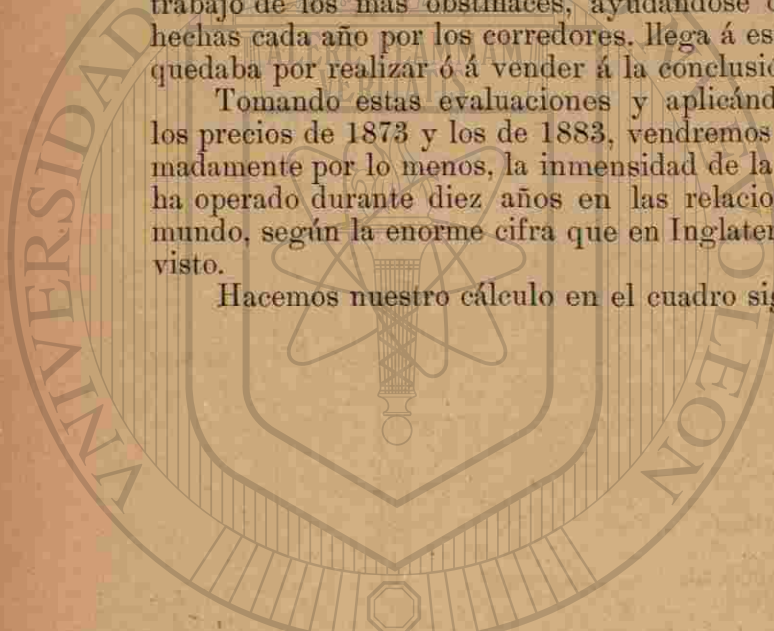 trabajo de los más obstinaces, ayudándose
hechas cada año por los corredores. llega á es
quedaba por realizar ó á vender á la conclusió
Tomando estas evaluaciones y aplicánd
los precios de 1873 y los de 1883, vendremos
madamente por lo menos, la inmensidad de la
ha operado durante diez años en las relacio
mundo, según la enorme cifra que en Inglater
visto.
Hacemos nuestro cálculo en el cuadro sig